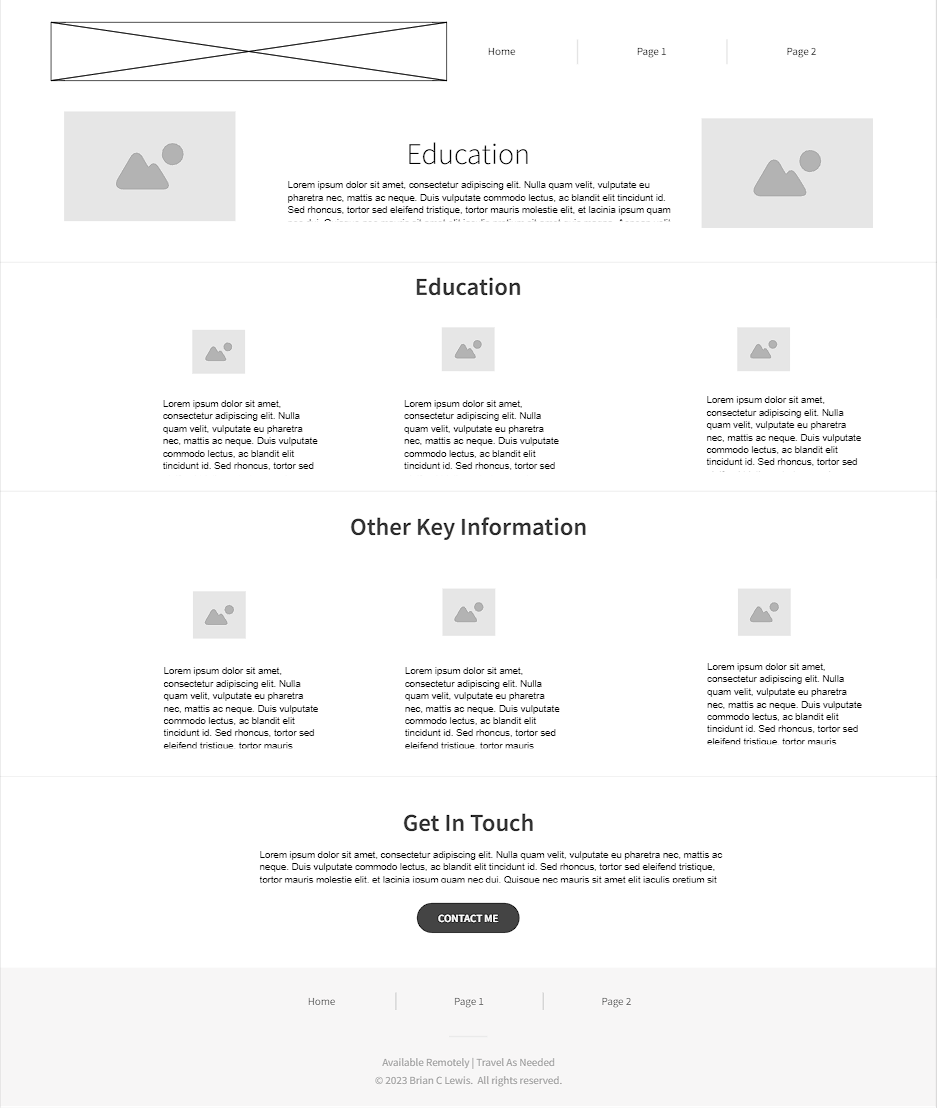 Home
Page 1
Page 2
Education
Lorem ipsum dolor sit amet, consectetur adipiscing elit. Nulla quam velit, vulputate eu
pharetra nec, mattis ac neque. Duis vulputate commodo lectus, ac blandit elit tincidunt id.
Sed rhoncus, tortor sed eleifend tristique, tortor mauris molestie elit, et lacinia ipsum quam
Education
Lorem ipsum dolor sit amet,
consectetur adipiscing elit. Nulla
quam velit, vulputate eu pharetra
nec, mattis ac neque. Duis vulputate
commodo lectus, ac blandit elit
tincidunt id. Sed rhoncus, tortor sed
Lorem ipsum dolor sit amet,
consectetur adipiscing elit. Nulla
quam velit, vulputate eu pharetra
nec, mattis ac neque. Duis vulputate
commodo lectus, ac blandit elit
tincidunt id. Sed rhoncus, tortor sed
Lorem ipsum dolor sit amet,
consectetur adipiscing elit. Nulla
quam velit, vulputate eu pharetra
nec, mattis ac neque. Duis vulputate
commodo lectus, ac blandit elit
tincidunt id. Sed rhoncus, tortor sed
Other Key Information
Lorem ipsum dolor sit amet,
consectetur adipiscing elit. Nulla
quam velit, vulputate eu pharetra
nec, mattis ac neque. Duis vulputate
commodo lectus, ac blandit elit
tincidunt id. Sed rhoncus, tortor sed
eleifend tristique, tortor mauris
Lorem ipsum dolor sit amet,
consectetur adipiscing elit. Nulla
quam velit, vulputate eu pharetra
nec, mattis ac neque. Duis vulputate
commodo lectus, ac blandit elit
tincidunt id. Sed rhoncus, tortor sed
eleifend tristique, tortor mauris
Lorem ipsum dolor sit amet,
consectetur adipiscing elit. Nulla
quam velit, vulputate eu pharetra
nec, mattis ac neque. Duis vulputate
commodo lectus, ac blandit elit
tincidunt id. Sed rhoncus, tortor sed
eleifend tristique, tortor mauris
Get In Touch
Lorem ipsum dolor sit amet, consectetur adipiscing elit. Nulla quam velit, vulputate eu pharetra nec, mattis ac
neque. Duis vulputate commodo lectus, ac blandit elit tincidunt id. Sed rhoncus, tortor sed eleifend tristique,
tortor mauris molestie elit, et lacinia ipsum quam nec dui. Quisque nec mauris sit amet elit iaculis pretium sit
CONTACT ME
Home
Page 1
Page 2
Available Remotely | Travel As Needed
© 2023 Brian C Lewis. All rights reserved.